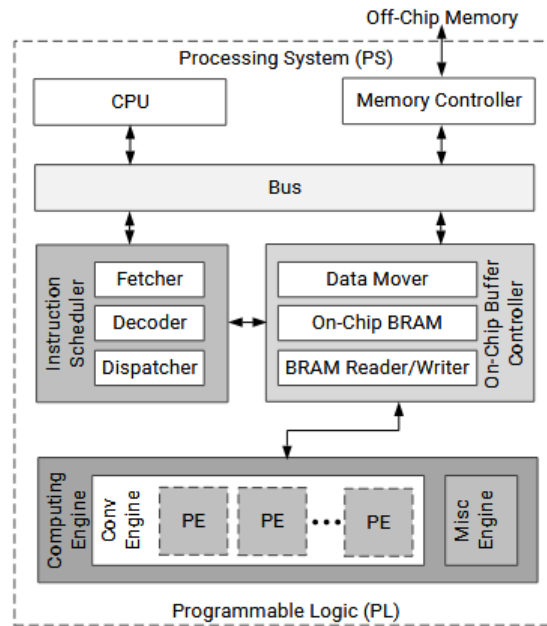 Off-Chip Memory
Processing System (PS)
CPU
Memory Controller
Bus
Instruction
Scheduler
Fetcher
Decoder
Dispatcher
Data Mover
On-Chip BRAM
BRAM Reader/Writer
On-Chip Buffer
Controller
Computing
Engine
Conv
Engine
PE
PE
PE
Misc
Engine
Programmable Logic (PL)